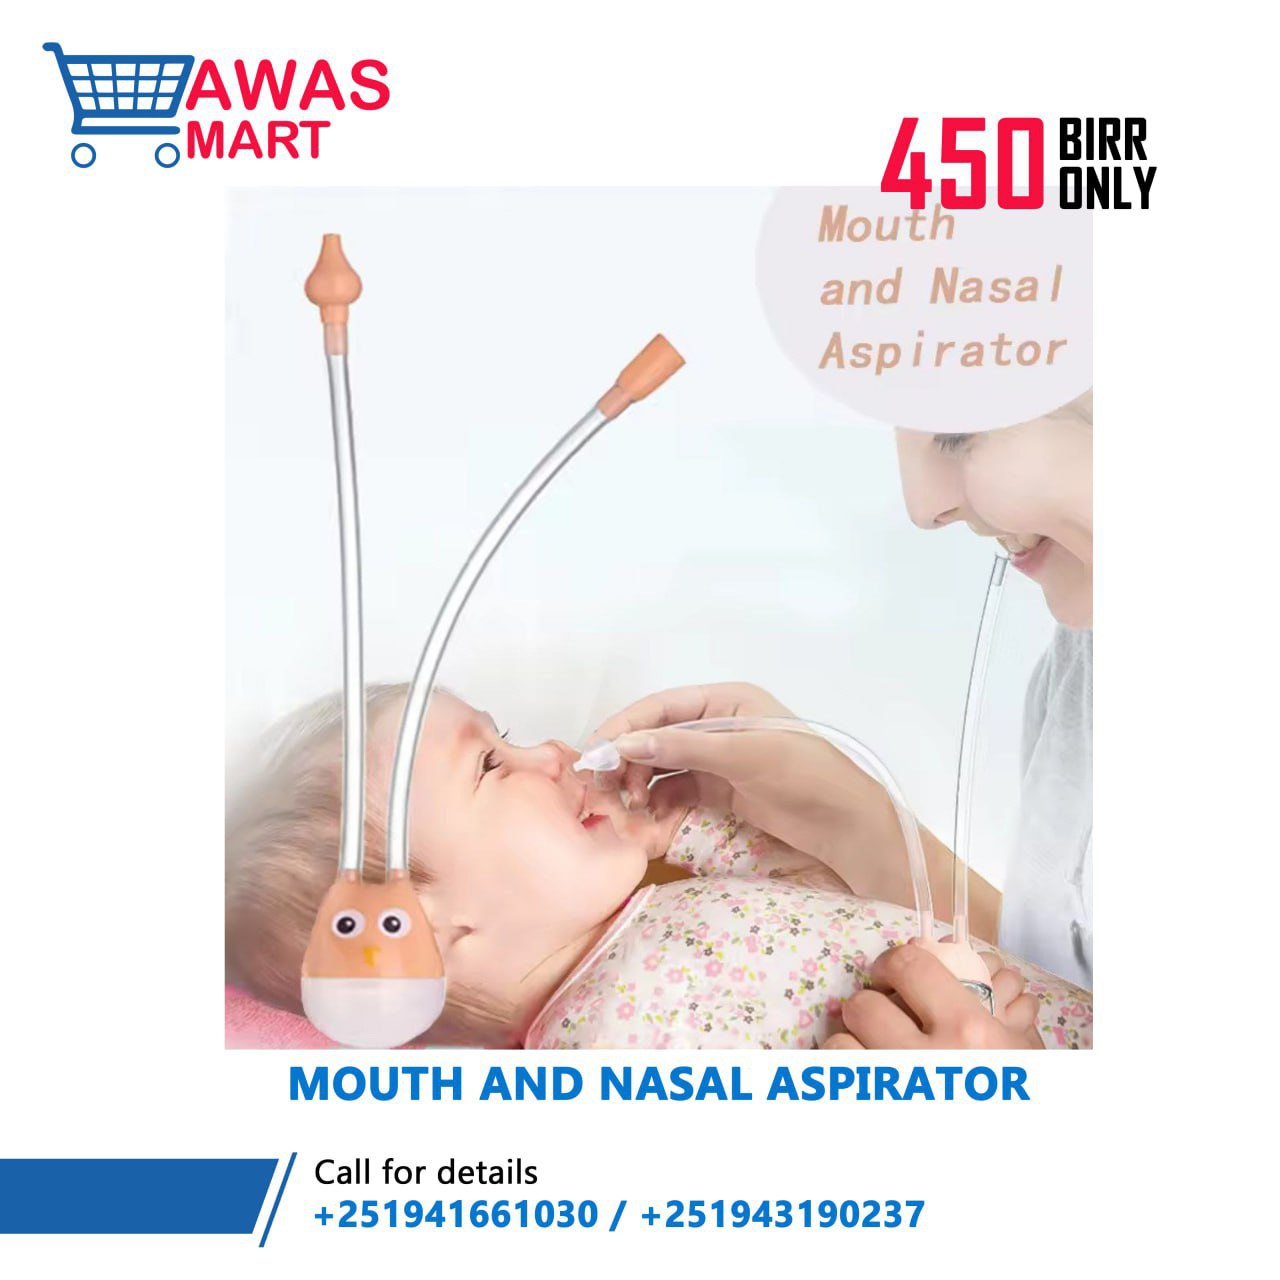 AWAS
MART
450 BIRR
ONLY
Mouth
and Nasal
Aspirator
MOUTH AND NASAL ASPIRATOR
Call for details
+251941661030 / +251943190237